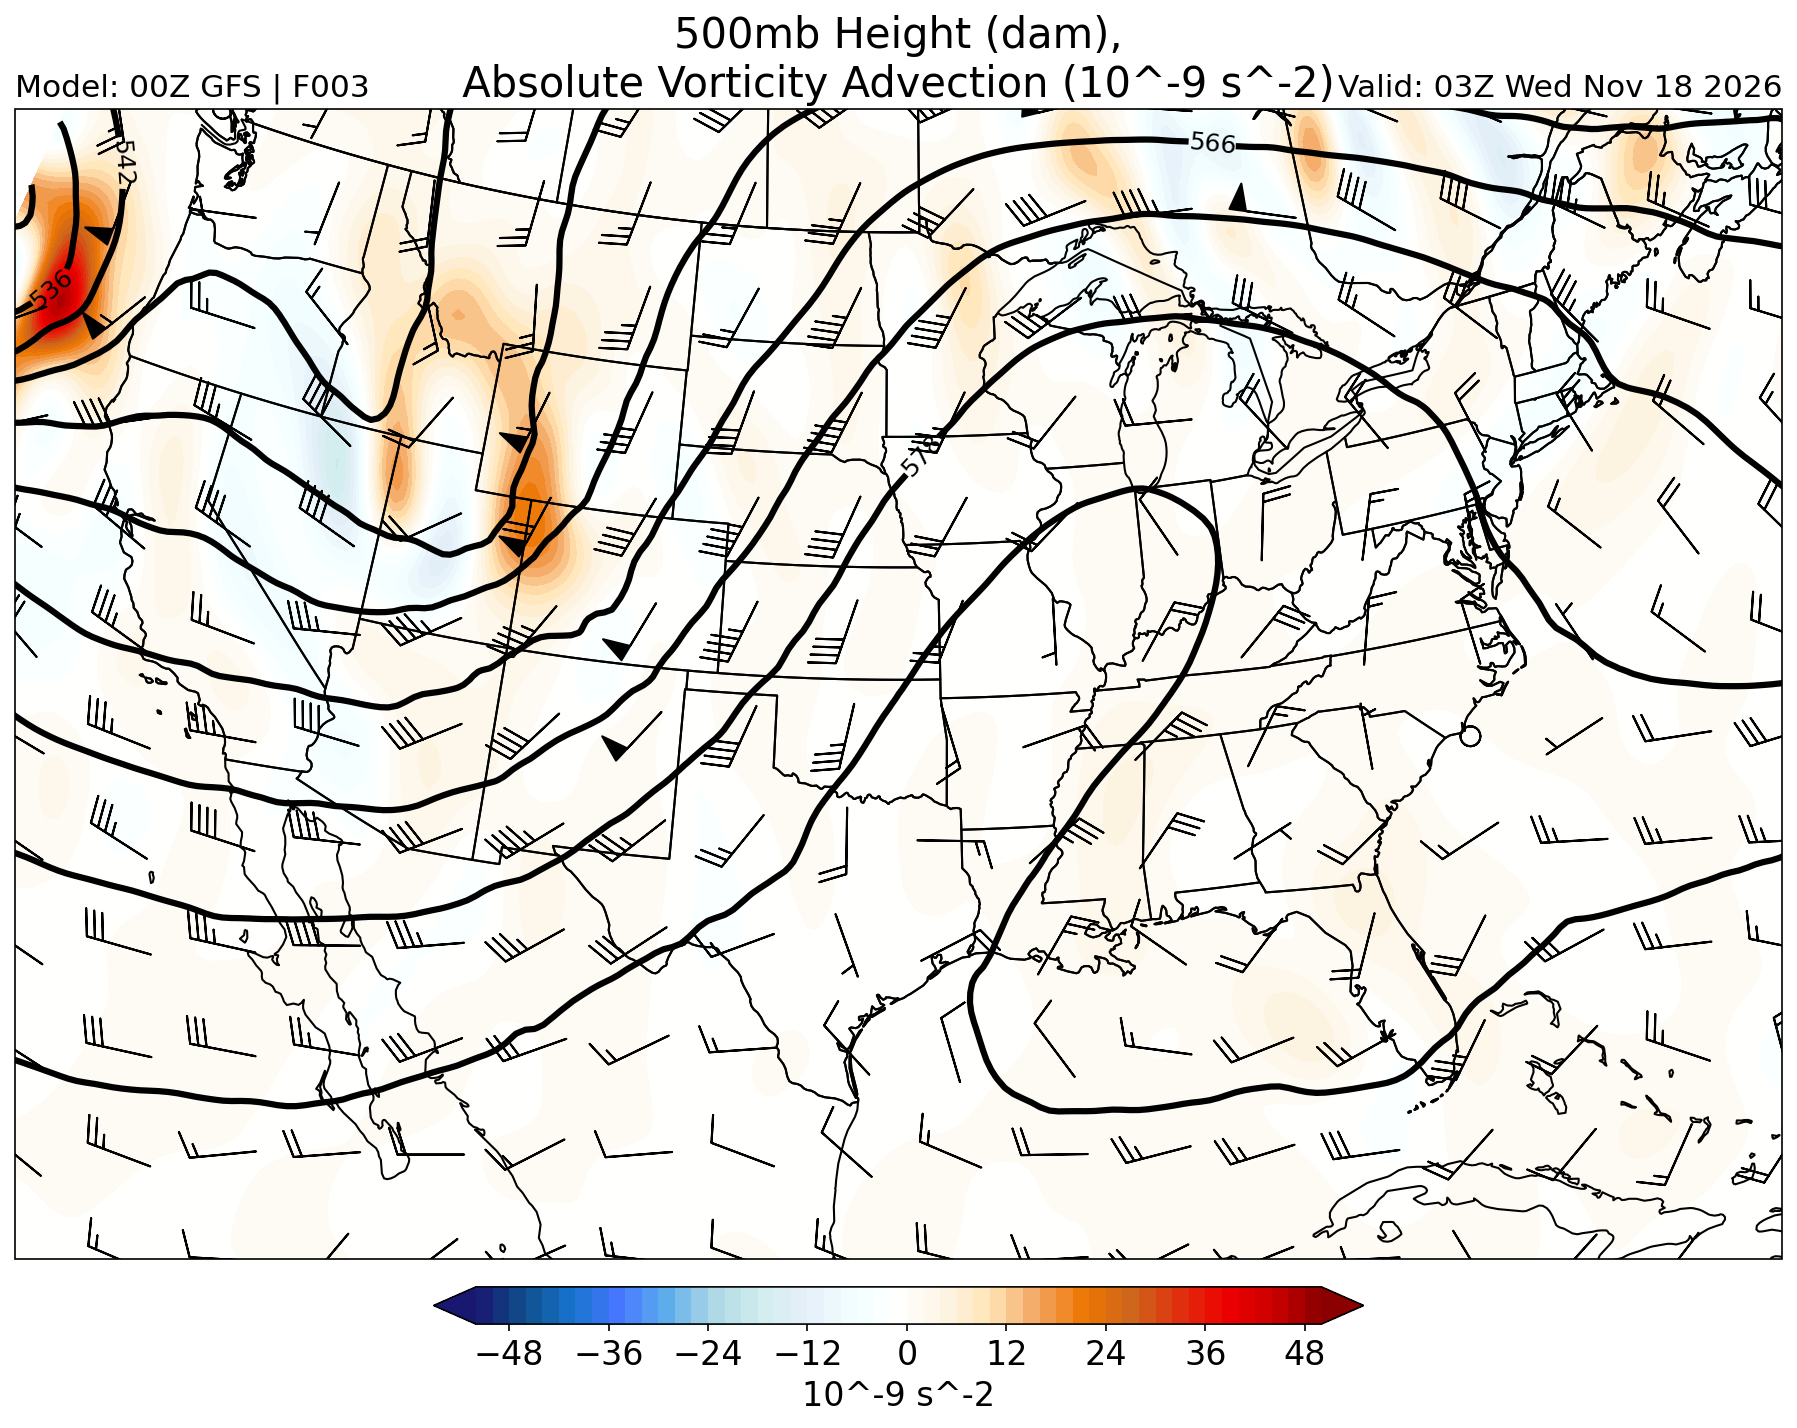 500mb Height (dam),
Model: 00Z GFS | F003
Absolute Vorticity Advection (10^-9 s^-2)
Valid: 03Z Wed Nov 18 2026
542
566
536
578
−48 −36 −24 −12 0 12 24 36 48
10^-9 s^-2